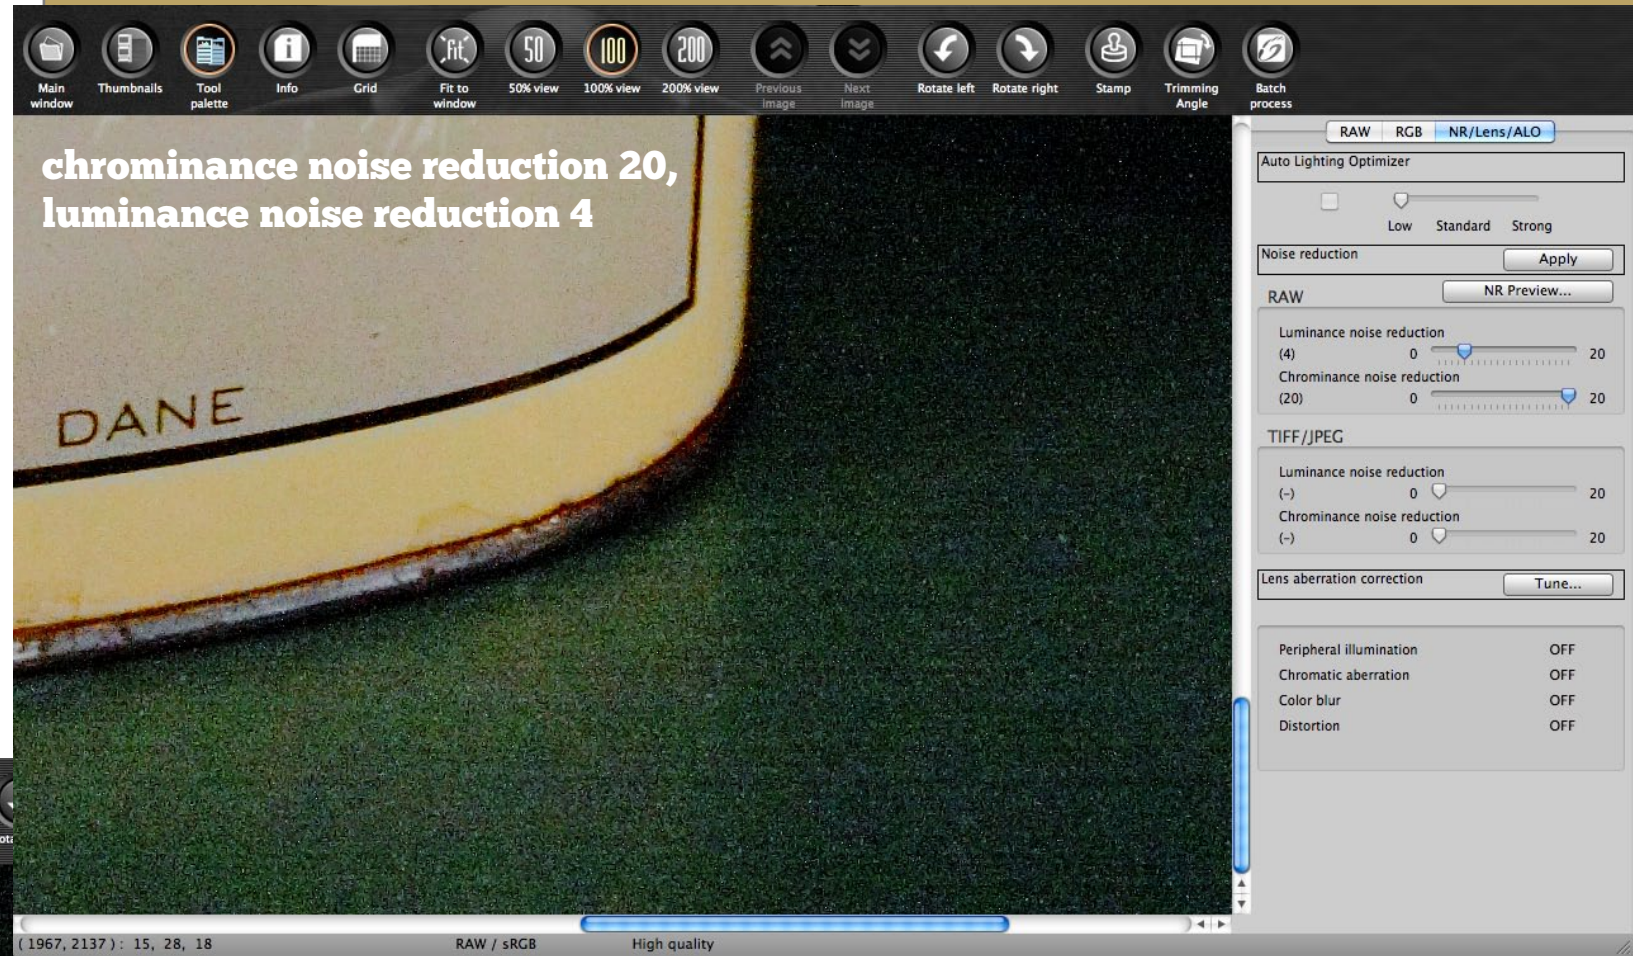 Main window
Thumbnails
Tool palette
Info
Grid
Fit
Fit to window
50
50% view
100
100% view
200
200% view
Previous image
Next image
Rotate left
Rotate right
Stamp
Trimming Angle
Batch process
chrominance noise reduction 20,
luminance noise reduction 4
DANE
RAW RGB NR/Lens/ALO
Auto Lighting Optimizer
Low Standard Strong
Noise reduction Apply
RAW NR Preview...
Luminance noise reduction
(4) 0 20
Chrominance noise reduction
(20) 0 20
TIFF/JPEG
Luminance noise reduction
(-) 0 20
Chrominance noise reduction
(-) 0 20
Lens aberration correction Tune...
Peripheral illumination OFF
Chromatic aberration OFF
Color blur OFF
Distortion OFF
(1967, 2137) : 15, 28, 18 RAW / sRGB High quality